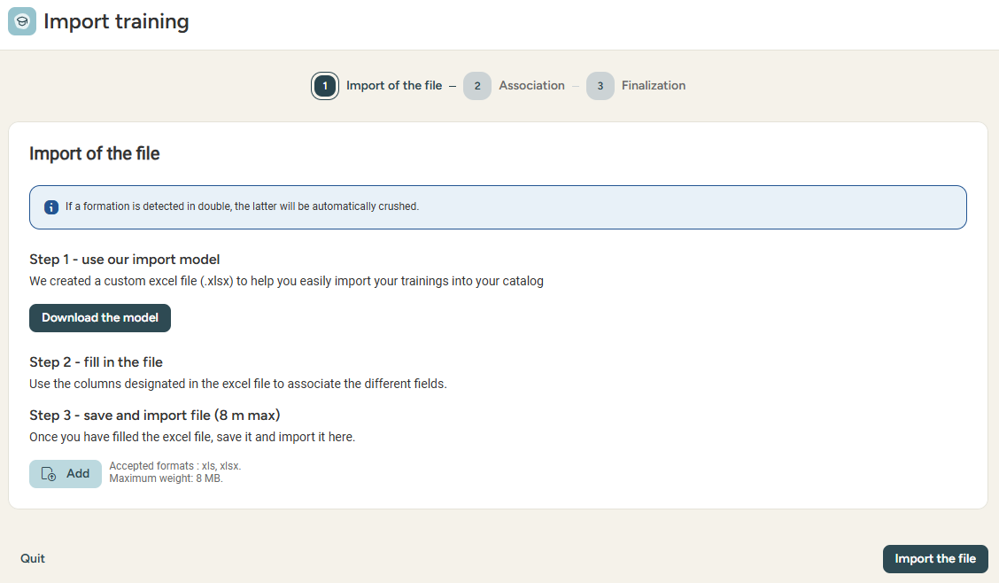 Import training
1 Import of the file – 2 Association – 3 Finalization
Import of the file
If a formation is detected in double, the latter will be automatically crushed.
Step 1 - use our import model
We created a custom excel file (.xlsx) to help you easily import your trainings into your catalog
Download the model
Step 2 - fill in the file
Use the columns designated in the excel file to associate the different fields.
Step 3 - save and import file (8 m max)
Once you have filled the excel file, save it and import it here.
Add
Accepted formats : xls, xlsx.
Maximum weight: 8 MB.
Quit
Import the file